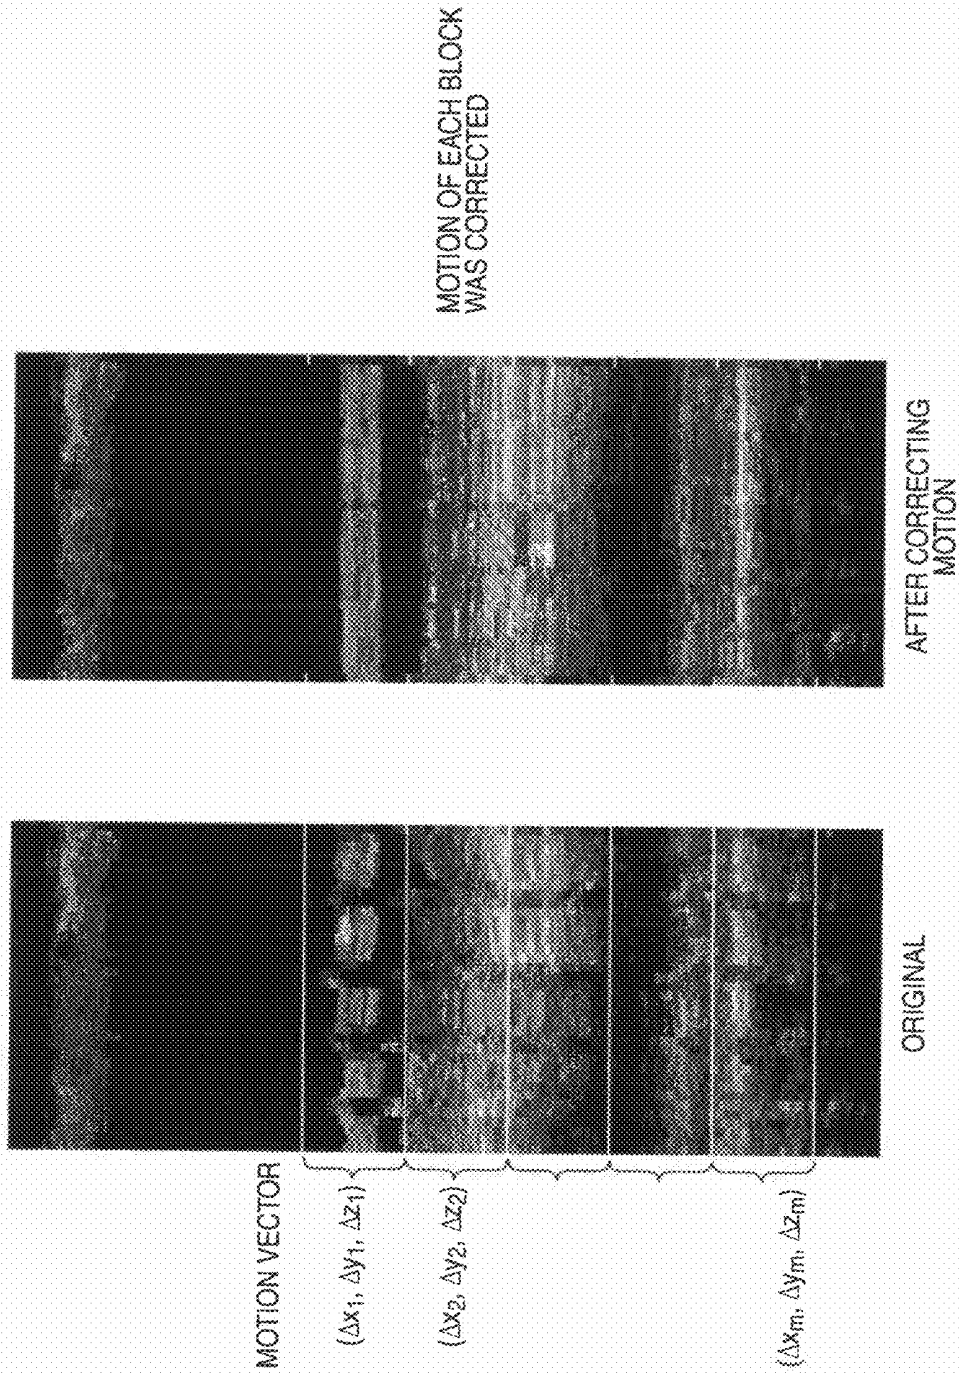 MOTION VECTOR
(Δx1, Δy1, Δz1)
(Δx2, Δy2, Δz2)
(Δxm, Δym, Δzm)
ORIGINAL
AFTER CORRECTING
MOTION
MOTION OF EACH BLOCK
WAS CORRECTED